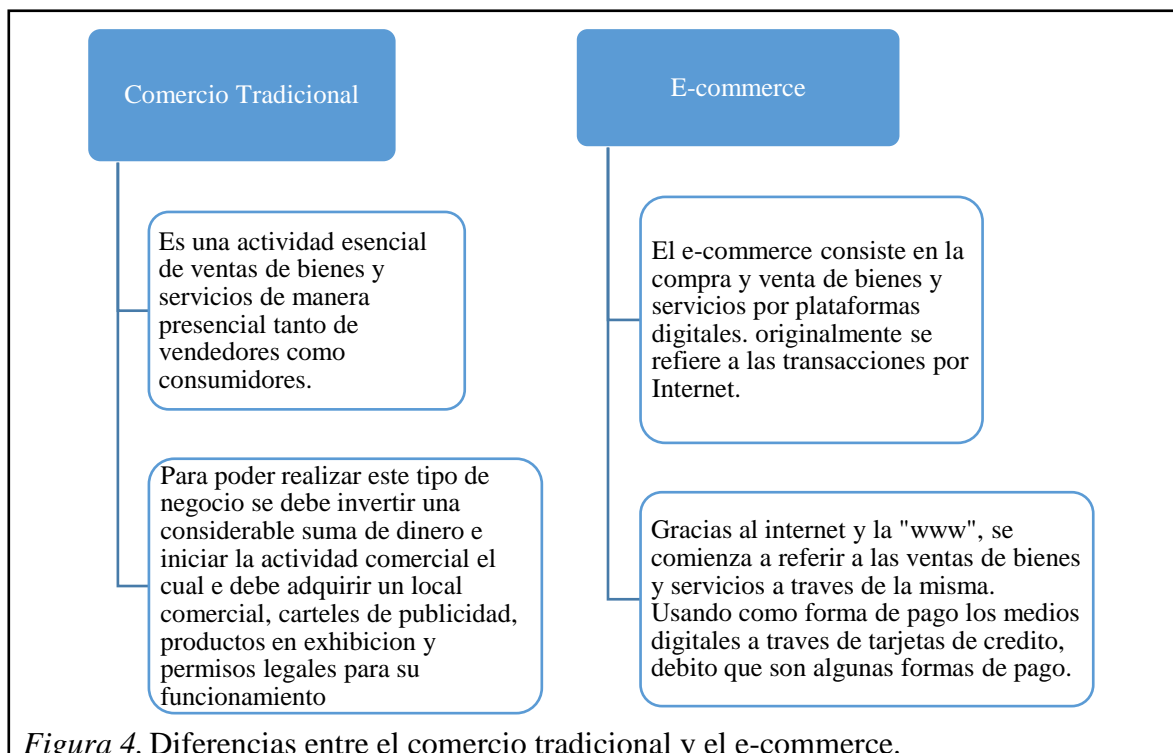 Comercio Tradicional
Es una actividad esencial
de ventas de bienes y
servicios de manera
presencial tanto de
vendedores como
consumidores.
Para poder realizar este tipo de
negocio se debe invertir una
considerable suma de dinero e
iniciar la actividad comercial el
cual e debe adquirir un local
comercial, carteles de publicidad,
productos en exhibicion y
permisos legales para su
funcionamiento
E-commerce
El e-commerce consiste en la
compra y venta de bienes y
servicios por plataformas
digitales. originalmente se
refiere a las transacciones por
Internet.
Gracias al internet y la "www", se
comienza a referir a las ventas de bienes
y servicios a traves de la misma.
Usando como forma de pago los medios
digitales a traves de tarjetas de credito,
debito que son algunas formas de pago.
Figura 4. Diferencias entre el comercio tradicional y el e-commerce.